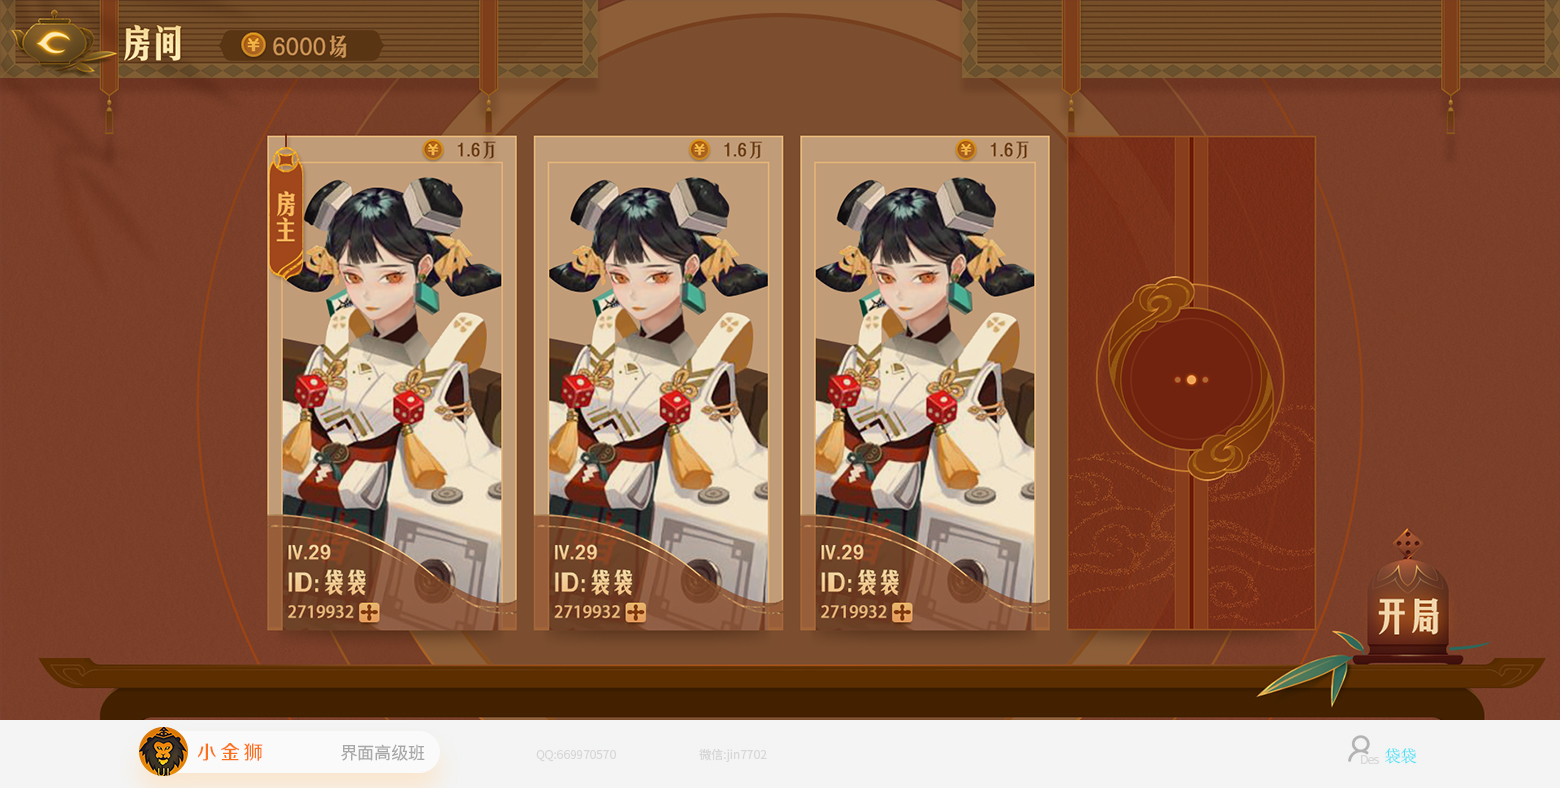 房间
6000场
1.6万
1.6万
1.6万
房主
lV.29
ID:袋袋
2719932
lV.29
ID:袋袋
2719932
lV.29
ID:袋袋
2719932
开局
小金狮
界面高级班
QQ:669970570
微信:jin7702
Des 袋袋